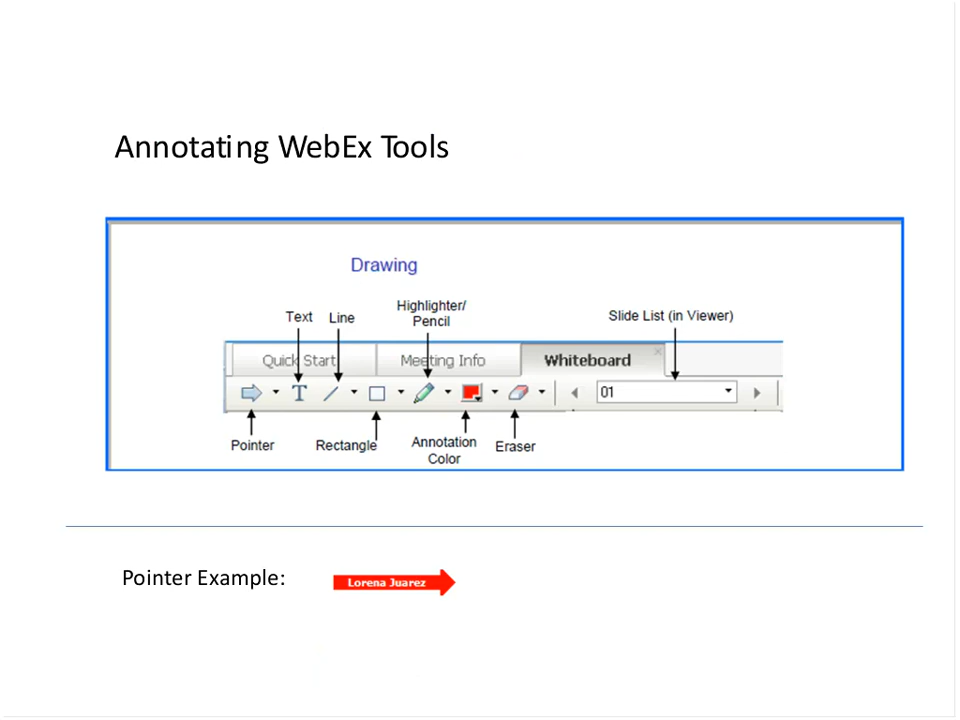 Annotating WebEx Tools
Drawing
Highlighter/
Pencil
Text
Line
Slide List (in Viewer)
Quick Start
Meeting Info
Whiteboard
T
01
Pointer
Rectangle
Annotation
Color
Eraser
Pointer Example:
Lorena Juarez